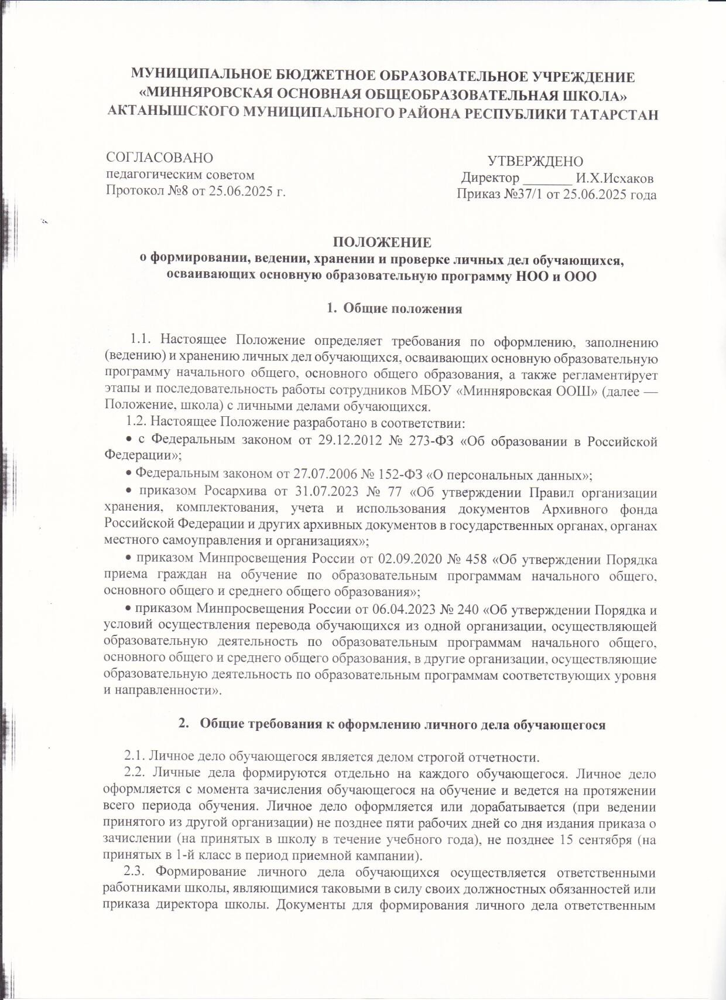 МУНИЦИПАЛЬНОЕ БЮДЖЕТНОЕ ОБРАЗОВАТЕЛЬНОЕ УЧРЕЖДЕНИЕ
«МИННЯРОВСКАЯ ОСНОВНАЯ ОБЩЕОБРАЗОВАТЕЛЬНАЯ ШКОЛА»
АКТАНЫШСКОГО МУНИЦИПАЛЬНОГО РАЙОНА РЕСПУБЛИКИ ТАТАРСТАН
СОГЛАСОВАНО
педагогическим советом
Протокол №8 от 25.06.2025 г.
УТВЕРЖДЕНО
Директор _______ И.Х.Исхаков
Приказ №37/1 от 25.06.2025 года
ПОЛОЖЕНИЕ
о формировании, ведении, хранении и проверке личных дел обучающихся,
осваивающих основную образовательную программу НОО и ООО
1. Общие положения
1.1. Настоящее Положение определяет требования по оформлению, заполнению
(ведению) и хранению личных дел обучающихся, осваивающих основную образовательную
программу начального общего, основного общего образования, а также регламентирует
этапы и последовательность работы сотрудников МБОУ «Минняровская ООШ» (далее —
Положение, школа) с личными делами обучающихся.
1.2. Настоящее Положение разработано в соответствии:
• с Федеральным законом от 29.12.2012 № 273-ФЗ «Об образовании в Российской
Федерации»;
• Федеральным законом от 27.07.2006 № 152-ФЗ «О персональных данных»;
• приказом Росархива от 31.07.2023 № 77 «Об утверждении Правил организации
хранения, комплектования, учета и использования документов Архивного фонда
Российской Федерации и других архивных документов в государственных органах, органах
местного самоуправления и организациях»;
• приказом Минпросвещения России от 02.09.2020 № 458 «Об утверждении Порядка
приема граждан на обучение по образовательным программам начального общего,
основного общего и среднего общего образования»;
• приказом Минпросвещения России от 06.04.2023 № 240 «Об утверждении Порядка и
условий осуществления перевода обучающихся из одной организации, осуществляющей
образовательную деятельность по образовательным программам начального общего,
основного общего и среднего общего образования, в другие организации, осуществляющие
образовательную деятельность по образовательным программам соответствующих уровня
и направленности».
2. Общие требования к оформлению личного дела обучающегося
2.1. Личное дело обучающегося является делом строгой отчетности.
2.2. Личные дела формируются отдельно на каждого обучающегося. Личное дело
оформляется с момента зачисления обучающегося на обучение и ведется на протяжении
всего периода обучения. Личное дело оформляется или дорабатывается (при ведении
принятого из другой организации) не позднее пяти рабочих дней со дня издания приказа о
зачислении (на принятых в школу в течение учебного года), не позднее 15 сентября (на
принятых в 1-й класс в период приемной кампании).
2.3. Формирование личного дела обучающихся осуществляется ответственными
работниками школы, являющимися таковыми в силу своих должностных обязанностей или
приказа директора школы. Документы для формирования личного дела ответственным